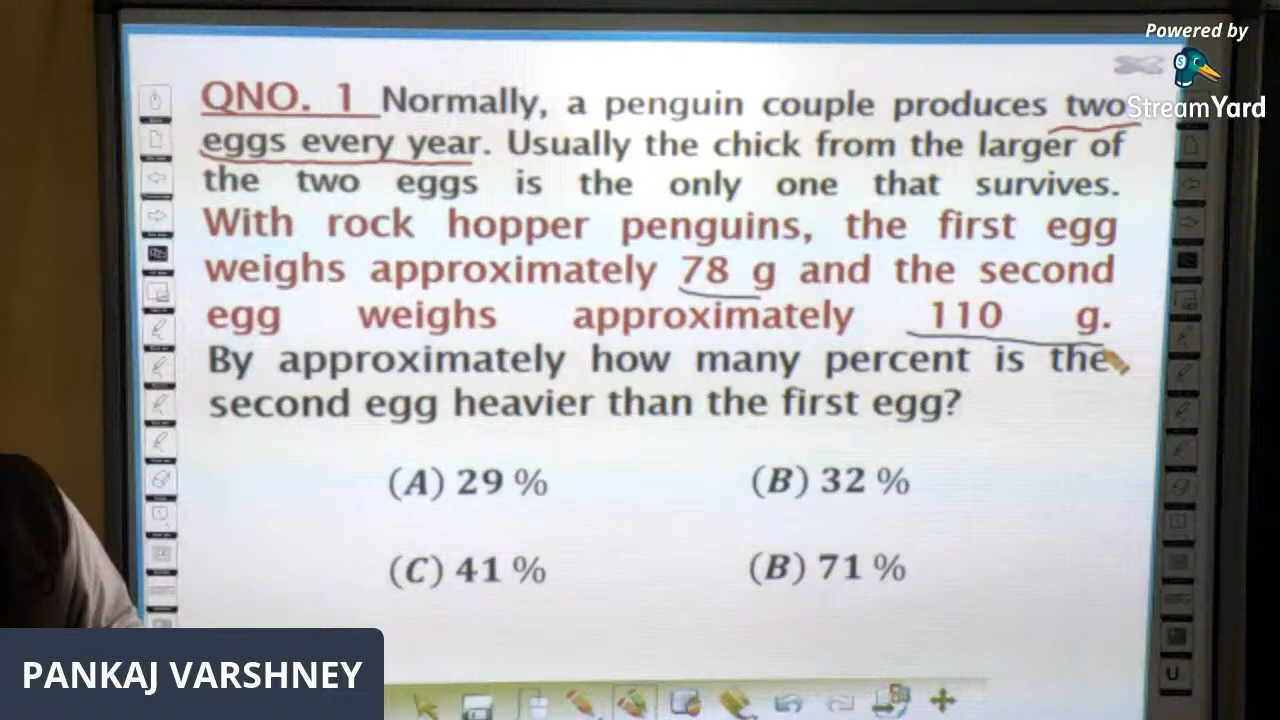 Powered by
StreamYard
QNO. 1 Normally, a penguin couple produces two
eggs every year. Usually the chick from the larger of
the two eggs is the only one that survives.
With rock hopper penguins, the first egg
weighs approximately 78 g and the second
egg weighs approximately 110 g.
By approximately how many percent is the
second egg heavier than the first egg?
(A) 29 % (B) 32 %
(C) 41 % (B) 71 %
PANKAJ VARSHNEY